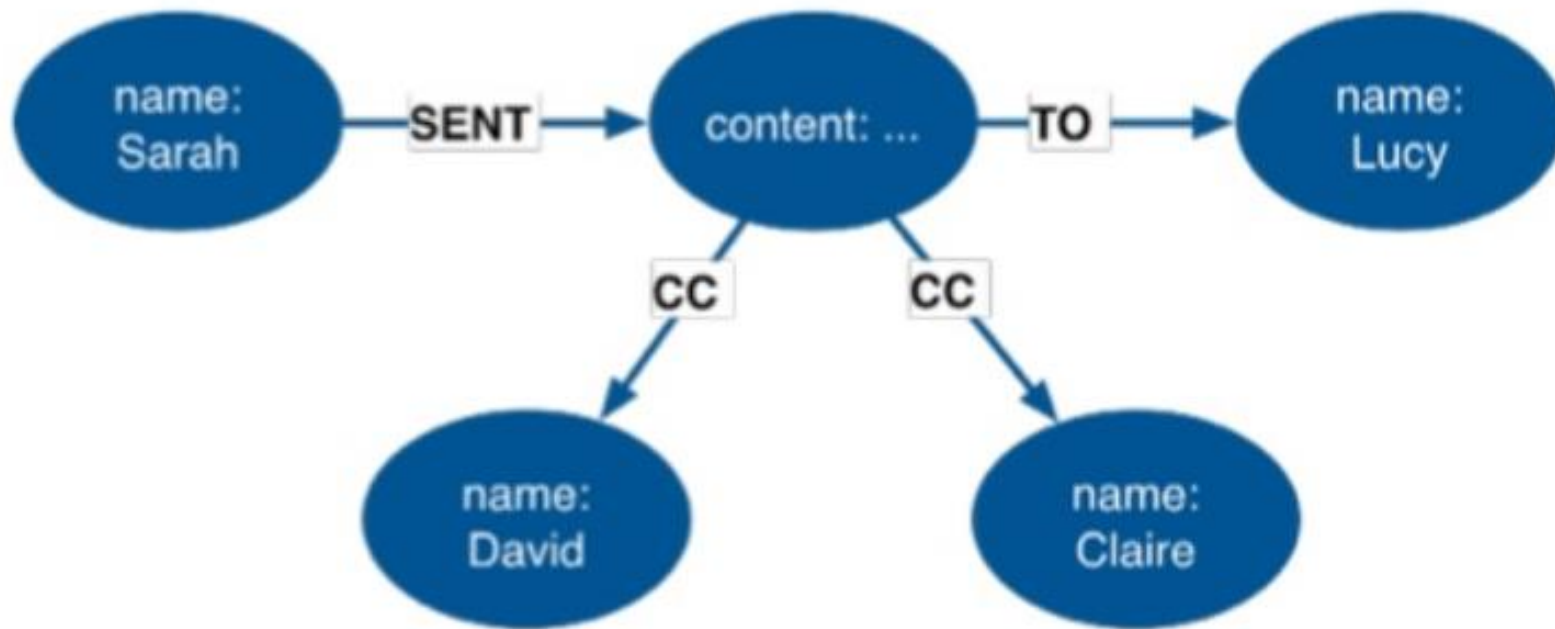 name:
Sarah
SENT
content: ...
TO
name:
Lucy
CC
CC
name:
David
name:
Claire